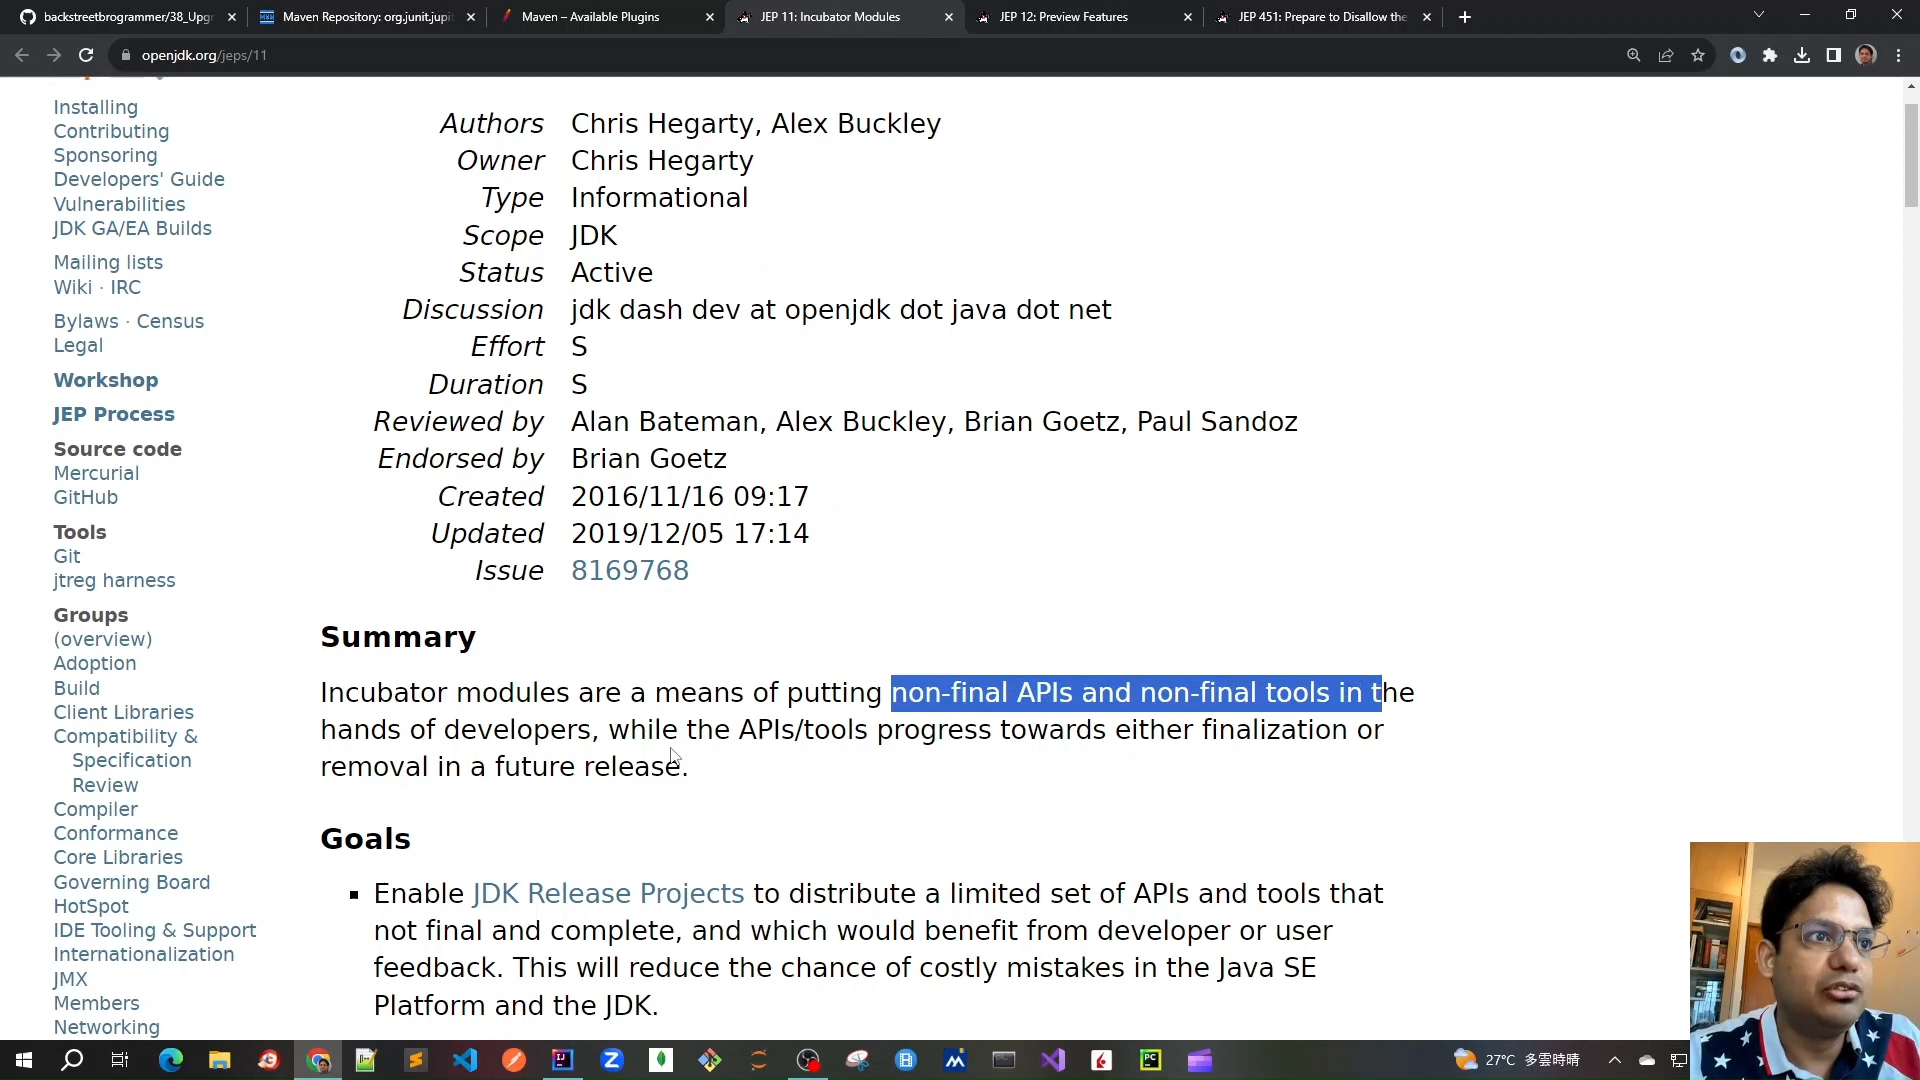 backstreetbrogrammer/38_Upgr
Maven Repository: org.junit.jupit
Maven – Available Plugins
JEP 11: Incubator Modules
JEP 12: Preview Features
JEP 451: Prepare to Disallow the
openjdk.org/jeps/11
Installing
Contributing
Sponsoring
Developers' Guide
Vulnerabilities
JDK GA/EA Builds
Mailing lists
Wiki · IRC
Bylaws · Census
Legal
Workshop
JEP Process
Source code
Mercurial
GitHub
Tools
Git
jtreg harness
Groups
(overview)
Adoption
Build
Client Libraries
Compatibility &
Specification
Review
Compiler
Conformance
Core Libraries
Governing Board
HotSpot
IDE Tooling & Support
Internationalization
JMX
Members
Networking
Authors Chris Hegarty, Alex Buckley
Owner Chris Hegarty
Type Informational
Scope JDK
Status Active
Discussion jdk dash dev at openjdk dot java dot net
Effort S
Duration S
Reviewed by Alan Bateman, Alex Buckley, Brian Goetz, Paul Sandoz
Endorsed by Brian Goetz
Created 2016/11/16 09:17
Updated 2019/12/05 17:14
Issue 8169768
Summary
Incubator modules are a means of putting non-final APIs and non-final tools in the
hands of developers, while the APIs/tools progress towards either finalization or
removal in a future release.
Goals
Enable JDK Release Projects to distribute a limited set of APIs and tools that
not final and complete, and which would benefit from developer or user
feedback. This will reduce the chance of costly mistakes in the Java SE
Platform and the JDK.
27°C 多雲時晴